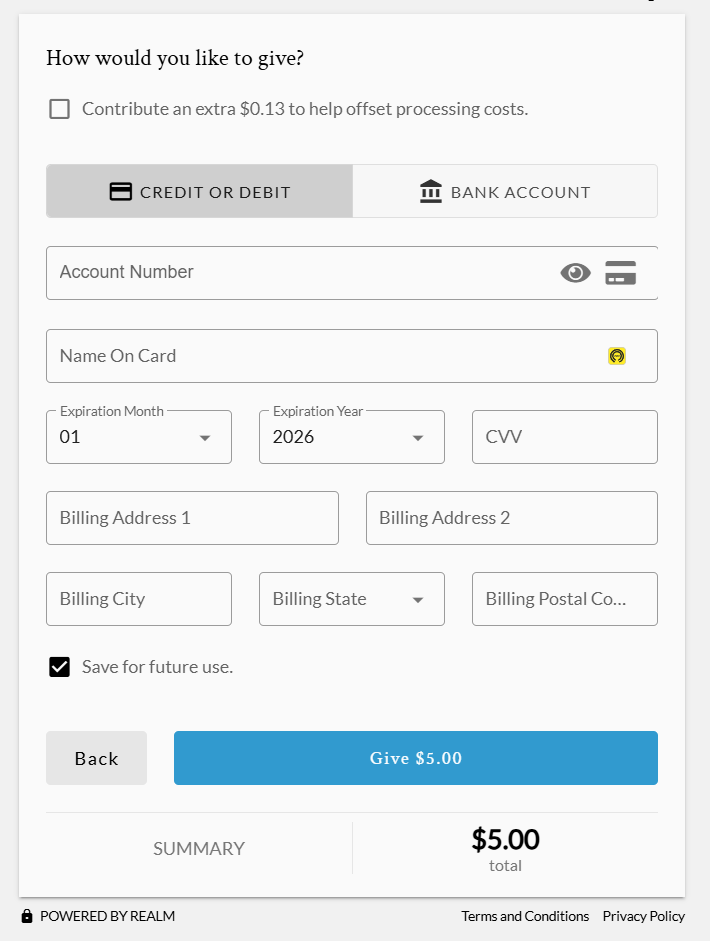 How would you like to give?
Contribute an extra $0.13 to help offset processing costs.
CREDIT OR DEBIT
BANK ACCOUNT
Account Number
Name On Card
Expiration Month
01
Expiration Year
2026
CVV
Billing Address 1
Billing Address 2
Billing City
Billing State
Billing Postal Co...
Save for future use.
Back
Give $5.00
SUMMARY
$5.00
total
POWERED BY REALM
Terms and Conditions
Privacy Policy